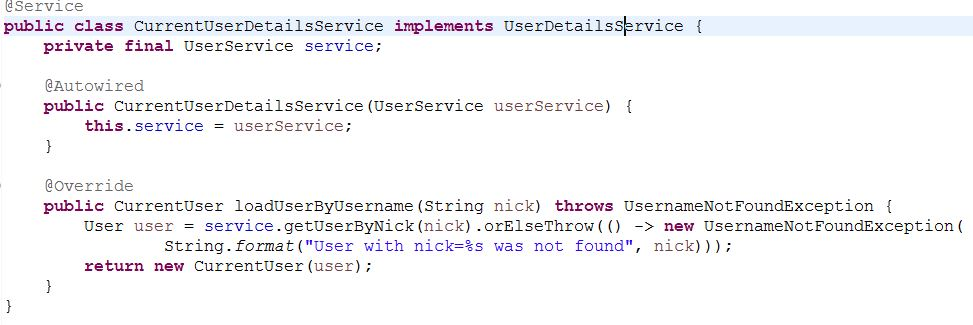 @Service
public class CurrentUserDetailsService implements UserDetailsService {
    private final UserService service;

    @Autowired
    public CurrentUserDetailsService(UserService userService) {
        this.service = userService;
    }

    @Override
    public CurrentUser loadUserByUsername(String nick) throws UsernameNotFoundException {
        User user = service.getUserByNick(nick).orElseThrow(() -> new UsernameNotFoundException(
                String.format("User with nick=%s was not found", nick)));
        return new CurrentUser(user);
    }
}